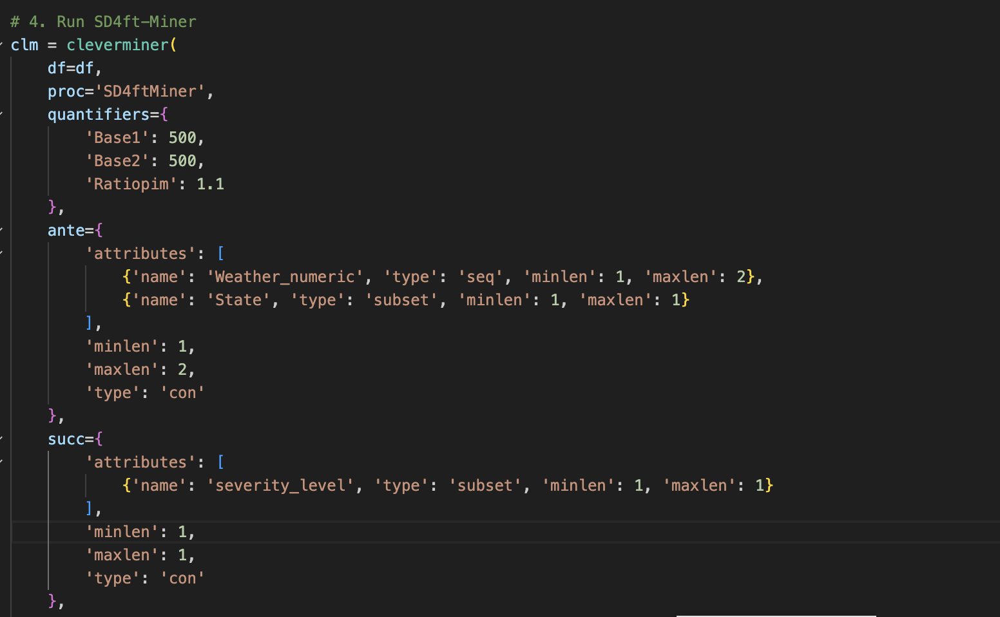 # 4. Run SD4ft-Miner
clm = cleverminer(
    df=df,
    proc='SD4ftMiner',
    quantifiers={
        'Base1': 500,
        'Base2': 500,
        'Ratiopim': 1.1
    },
    ante={
        'attributes': [
            {'name': 'Weather_numeric', 'type': 'seq', 'minlen': 1, 'maxlen': 2},
            {'name': 'State', 'type': 'subset', 'minlen': 1, 'maxlen': 1}
        ],
        'minlen': 1,
        'maxlen': 2,
        'type': 'con'
    },
    succ={
        'attributes': [
            {'name': 'severity_level', 'type': 'subset', 'minlen': 1, 'maxlen': 1}
        ],
        'minlen': 1,
        'maxlen': 1,
        'type': 'con'
    },